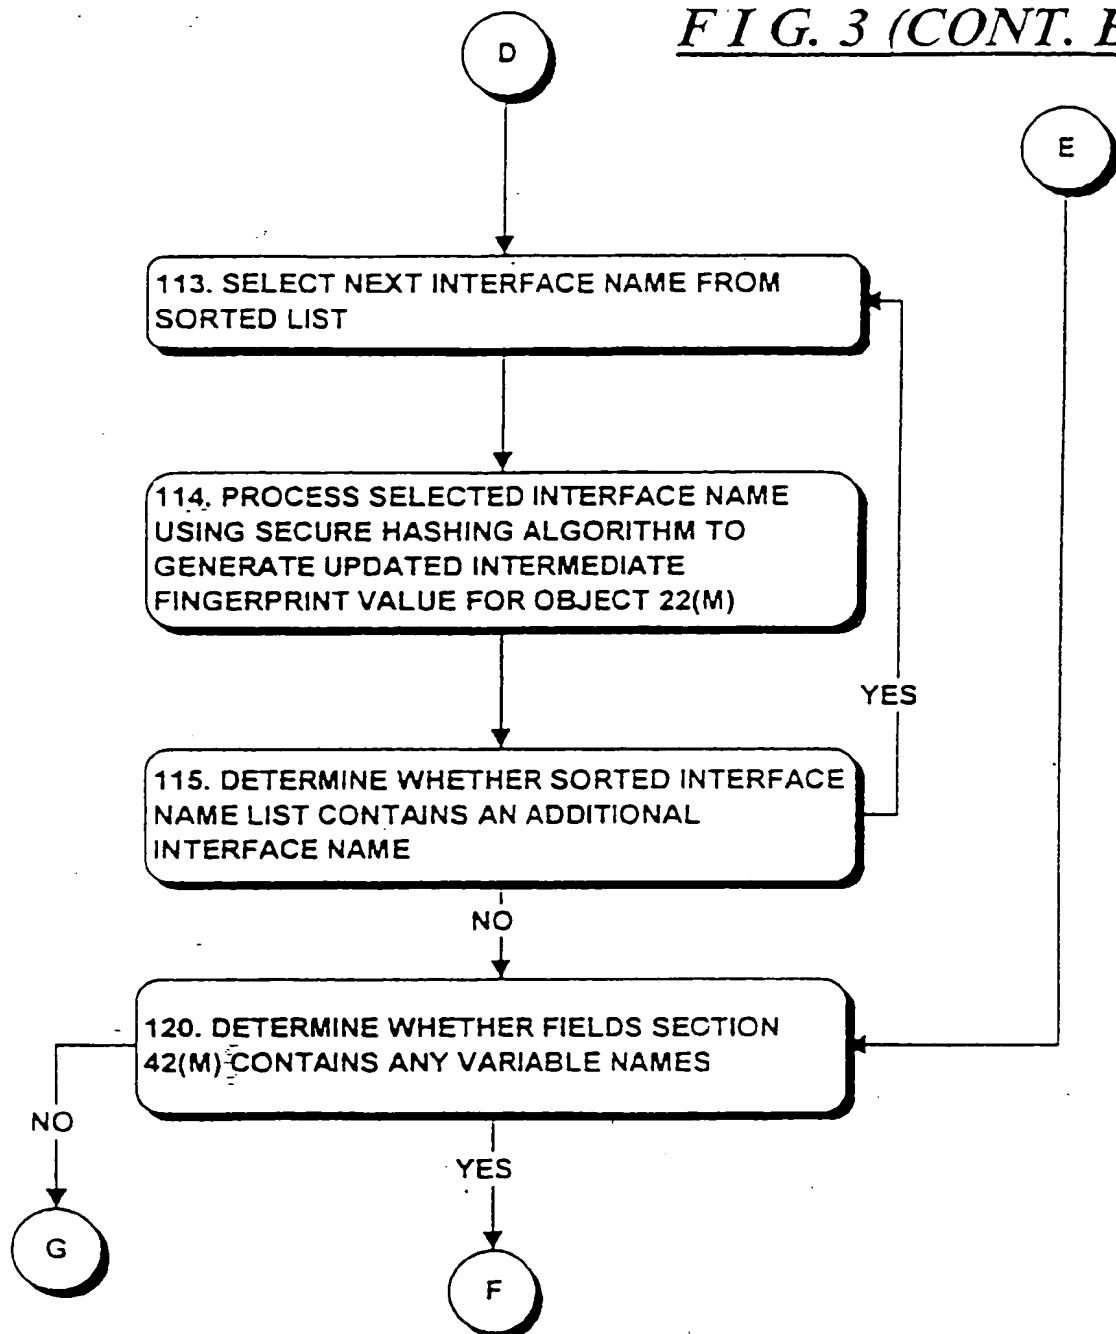 F I G. 3 (CONT. E
D
E
113. SELECT NEXT INTERFACE NAME FROM
SORTED LIST
114. PROCESS SELECTED INTERFACE NAME
USING SECURE HASHING ALGORITHM TO
GENERATE UPDATED INTERMEDIATE
FINGERPRINT VALUE FOR OBJECT 22(M)
YES
115. DETERMINE WHETHER SORTED INTERFACE
NAME LIST CONTAINS AN ADDITIONAL
INTERFACE NAME
NO
120. DETERMINE WHETHER FIELDS SECTION
42(M) CONTAINS ANY VARIABLE NAMES
NO
YES
G
F